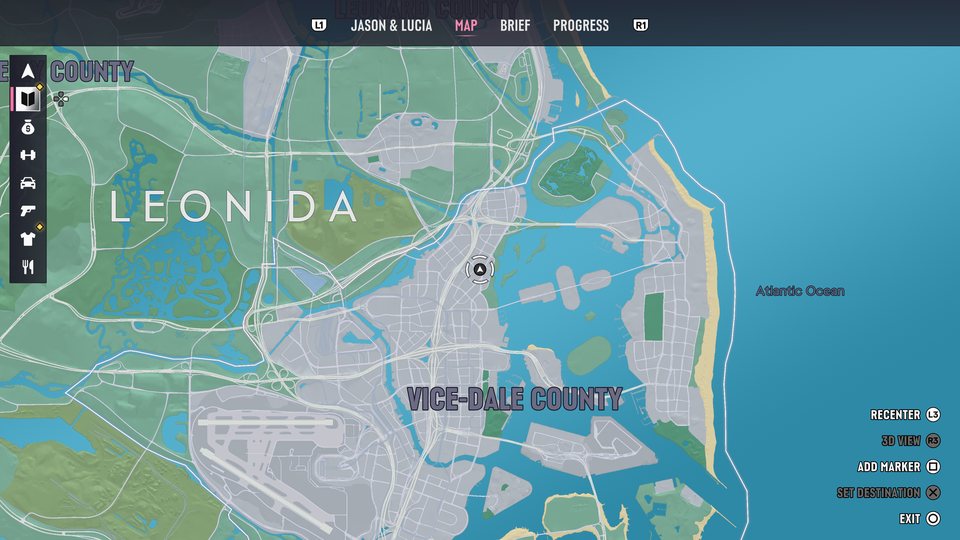 L1 JASON & LUCIA MAP BRIEF PROGRESS R1
COUNTY
LEONIDA
Atlantic Ocean
VICE-DALE COUNTY
RECENTER L3
3D VIEW R3
ADD MARKER
SET DESTINATION
EXIT